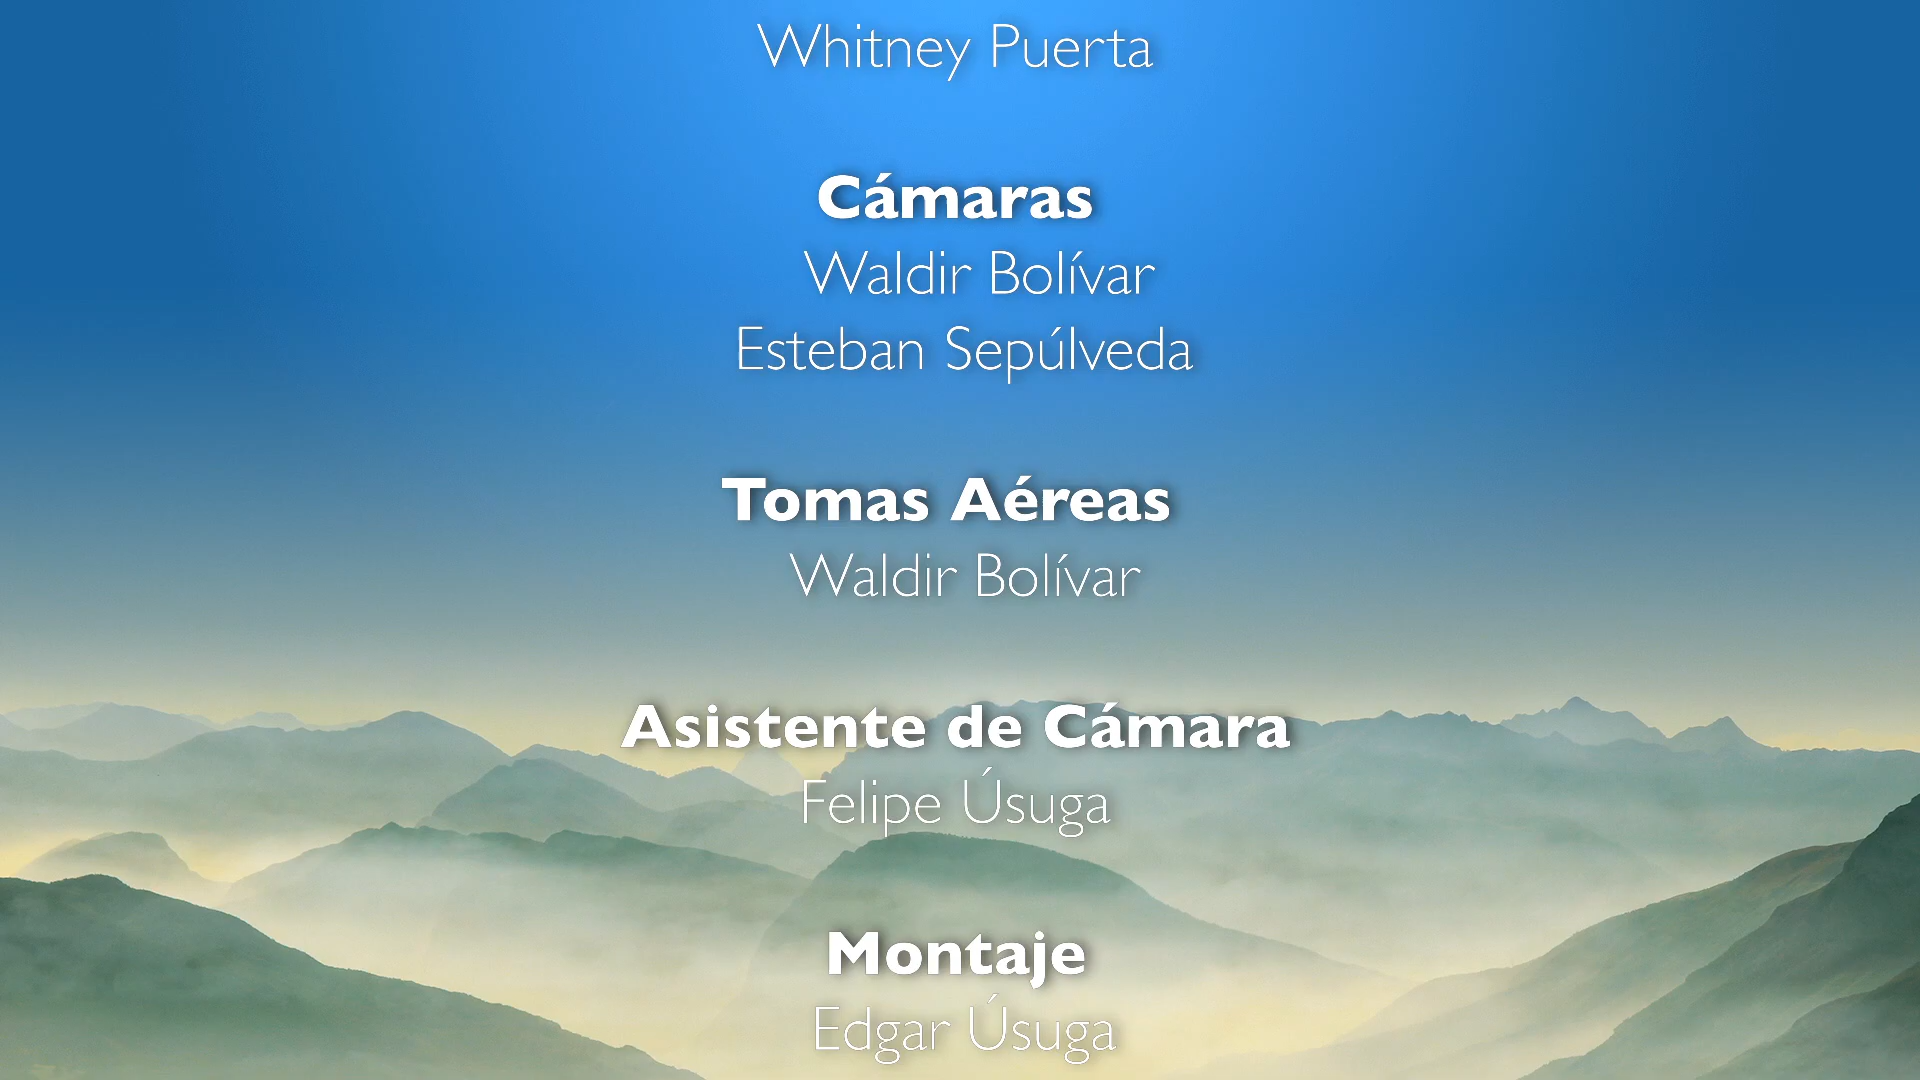 Whitney Puerta
Cámaras
Waldir Bolívar
Esteban Sepúlveda
Tomas Aéreas
Waldir Bolívar
Asistente de Cámara
Felipe Úsuga
Montaje
Edgar Úsuga